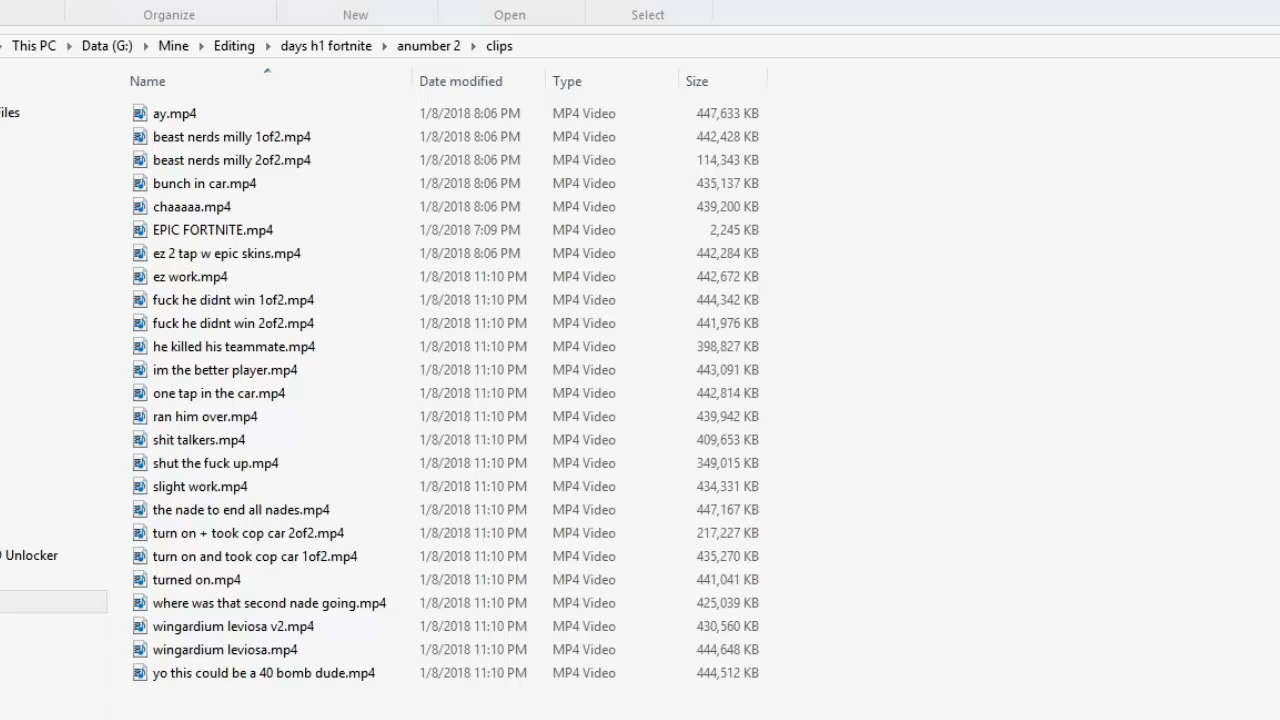 Organize New Open Select
This PC Data (G:) Mine Editing days h1 fortnite anumber 2 clips
Name Date modified Type Size
Files
ay.mp4 1/8/2018 8:06 PM MP4 Video 447,633 KB
beast nerds milly 1of2.mp4 1/8/2018 8:06 PM MP4 Video 442,428 KB
beast nerds milly 2of2.mp4 1/8/2018 8:06 PM MP4 Video 114,343 KB
bunch in car.mp4 1/8/2018 8:06 PM MP4 Video 435,137 KB
chaaaaa.mp4 1/8/2018 8:06 PM MP4 Video 439,200 KB
EPIC FORTNITE.mp4 1/8/2018 7:09 PM MP4 Video 2,245 KB
ez 2 tap w epic skins.mp4 1/8/2018 8:06 PM MP4 Video 442,284 KB
ez work.mp4 1/8/2018 11:10 PM MP4 Video 442,672 KB
fuck he didnt win 1of2.mp4 1/8/2018 11:10 PM MP4 Video 444,342 KB
fuck he didnt win 2of2.mp4 1/8/2018 11:10 PM MP4 Video 441,976 KB
he killed his teammate.mp4 1/8/2018 11:10 PM MP4 Video 398,827 KB
im the better player.mp4 1/8/2018 11:10 PM MP4 Video 443,091 KB
one tap in the car.mp4 1/8/2018 11:10 PM MP4 Video 442,814 KB
ran him over.mp4 1/8/2018 11:10 PM MP4 Video 439,942 KB
shit talkers.mp4 1/8/2018 11:10 PM MP4 Video 409,653 KB
shut the fuck up.mp4 1/8/2018 11:10 PM MP4 Video 349,015 KB
slight work.mp4 1/8/2018 11:10 PM MP4 Video 434,331 KB
the nade to end all nades.mp4 1/8/2018 11:10 PM MP4 Video 447,167 KB
turn on + took cop car 2of2.mp4 1/8/2018 11:10 PM MP4 Video 217,227 KB
Unlocker
turn on and took cop car 1of2.mp4 1/8/2018 11:10 PM MP4 Video 435,270 KB
turned on.mp4 1/8/2018 11:10 PM MP4 Video 441,041 KB
where was that second nade going.mp4 1/8/2018 11:10 PM MP4 Video 425,039 KB
wingardium leviosa v2.mp4 1/8/2018 11:10 PM MP4 Video 430,560 KB
wingardium leviosa.mp4 1/8/2018 11:10 PM MP4 Video 444,648 KB
yo this could be a 40 bomb dude.mp4 1/8/2018 11:10 PM MP4 Video 444,512 KB